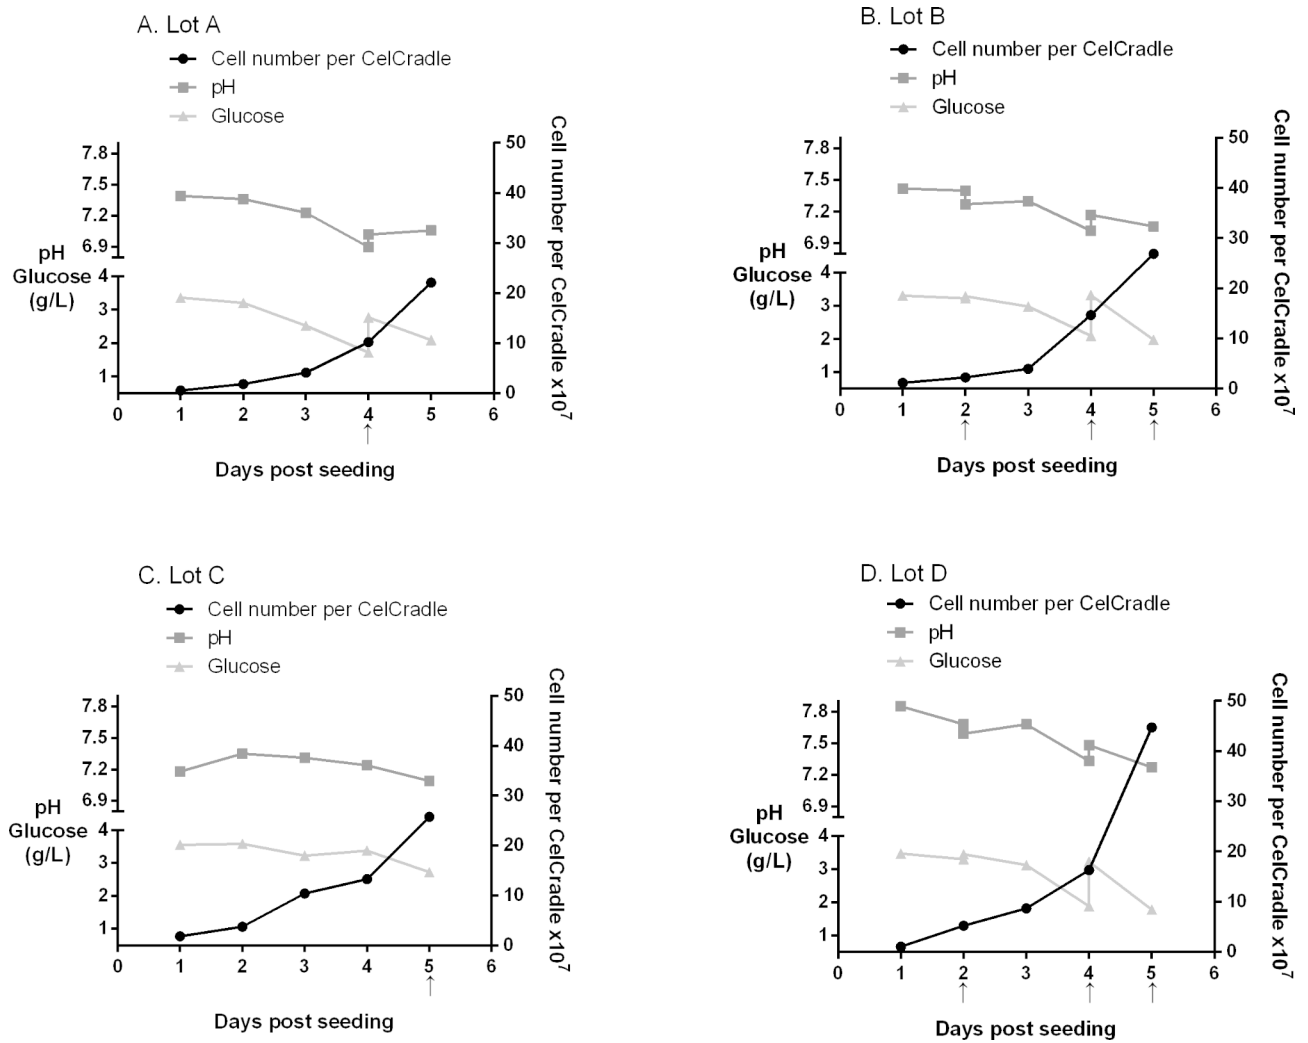 A. Lot A
Cell number per CelCradle
pH
Glucose
7.8
7.5
7.2
6.9
pH
Glucose
(g/L)
4
3
2
1
50
40
30
20
10
0
Cell number per CelCradle x10⁷
0 1 2 3 4 5 6
Days post seeding
B. Lot B
Cell number per CelCradle
pH
Glucose
7.8
7.5
7.2
6.9
pH
Glucose
(g/L)
4
3
2
1
50
40
30
20
10
0
Cell number per CelCradle x10⁷
0 1 2 3 4 5 6
Days post seeding
C. Lot C
Cell number per CelCradle
pH
Glucose
7.8
7.5
7.2
6.9
pH
Glucose
(g/L)
4
3
2
1
50
40
30
20
10
0
Cell number per CelCradle x10⁷
0 1 2 3 4 5 6
Days post seeding
D. Lot D
Cell number per CelCradle
pH
Glucose
7.8
7.5
7.2
6.9
pH
Glucose
(g/L)
4
3
2
1
50
40
30
20
10
0
Cell number per CelCradle x10⁷
0 1 2 3 4 5 6
Days post seeding